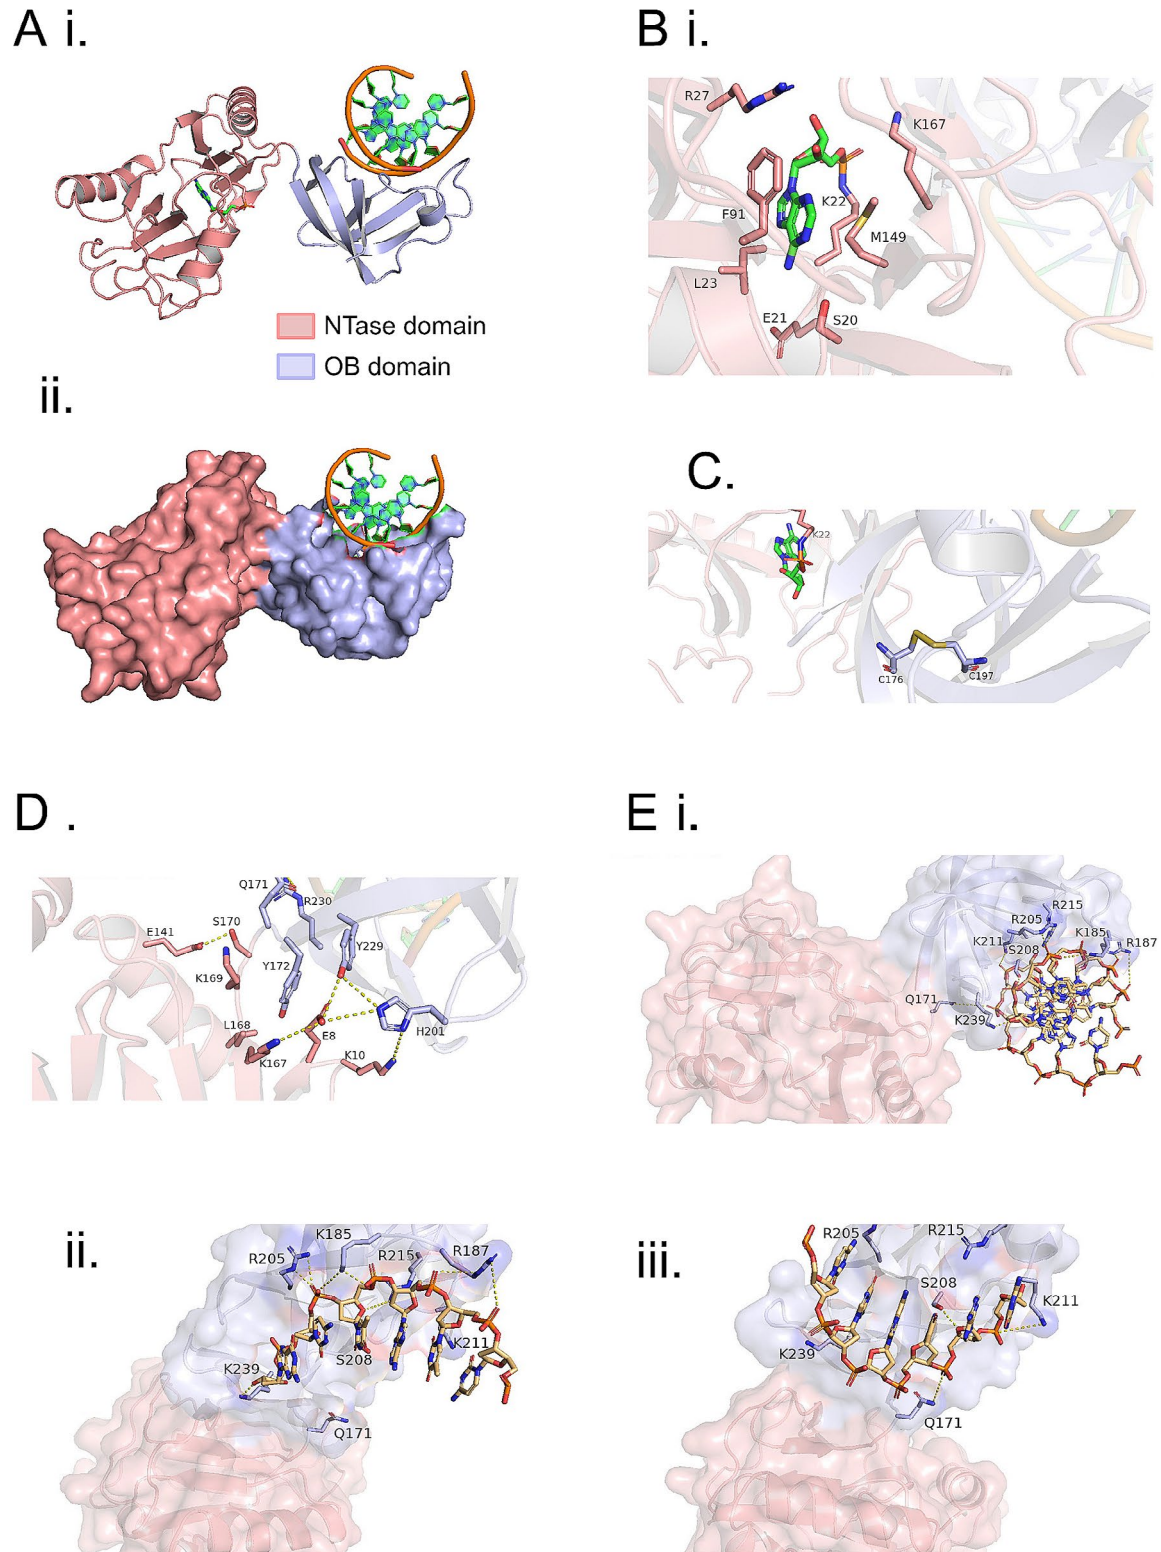 A i.
NTase domain
OB domain
ii.
B i.
R27
K167
F91
K22
M149
L23
E21
S20
C.
K22
C176
C197
D .
Q171
R230
S170
E141
Y229
Y172
K169
L168
E8
H201
K167
K10
E i.
R215
R205
K211
K185
R187
S208
Q171
K239
ii.
K185
R205
R215
R187
K211
S208
K239
Q171
iii.
R205
R215
S208
K211
K239
Q171